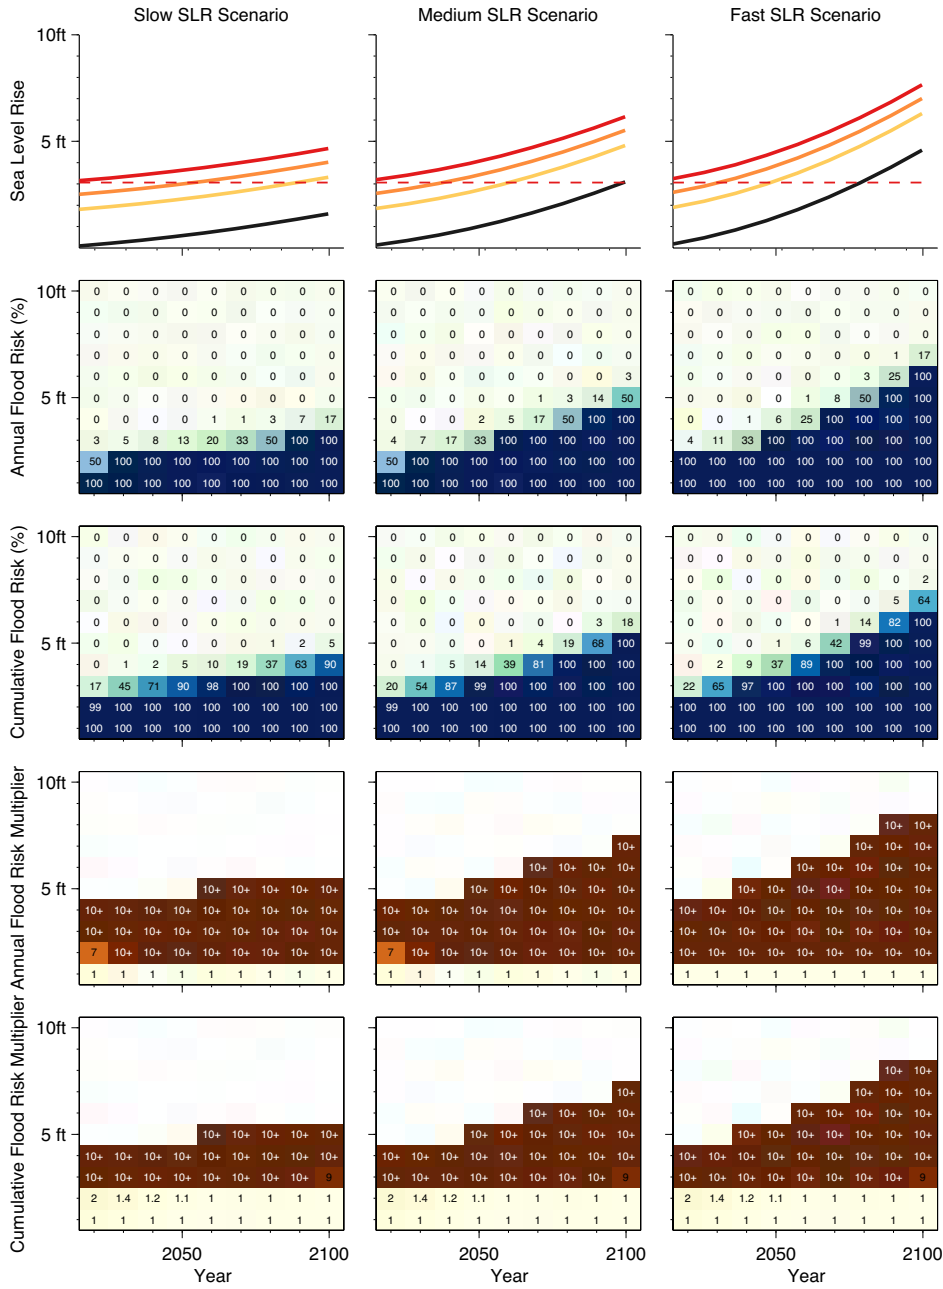 Slow SLR Scenario Medium SLR Scenario Fast SLR Scenario
Sea Level Rise
10ft
5 ft
Annual Flood Risk (%)
10ft 0 0 0 0 0 0 0 0 0 0 0 0 0 0 0 0 0 0 0 0 0 0 0 0 0 0 0
0 0 0 0 0 0 0 0 0 0 0 0 0 0 0 0 0 0 0 0 0 0 0 0 0 0 0
0 0 0 0 0 0 0 0 0 0 0 0 0 0 0 0 0 0 0 0 0 0 0 0 0 0 0
0 0 0 0 0 0 0 0 0 0 0 0 0 0 0 0 0 0 0 0 0 0 0 0 0 1 17
0 0 0 0 0 0 0 0 0 0 0 0 0 0 0 0 0 3 0 0 0 0 0 0 3 25 100
5 ft 0 0 0 0 0 0 0 0 0 0 0 0 0 0 1 3 14 50 0 0 0 0 1 8 50 100 100
0 0 0 0 1 1 3 7 17 0 0 0 2 5 17 50 100 100 0 0 1 6 25 100 100 100 100
3 5 8 13 20 33 50 100 100 4 7 17 33 100 100 100 100 100 4 11 33 100 100 100 100 100 100
50 100 100 100 100 100 100 100 100 50 100 100 100 100 100 100 100 100 100 100 100 100 100 100 100 100 100
100 100 100 100 100 100 100 100 100 100 100 100 100 100 100 100 100 100 100 100 100 100 100 100 100 100 100
Cumulative Flood Risk (%)
10ft 0 0 0 0 0 0 0 0 0 0 0 0 0 0 0 0 0 0 0 0 0 0 0 0 0 0 0
0 0 0 0 0 0 0 0 0 0 0 0 0 0 0 0 0 0 0 0 0 0 0 0 0 0 0
0 0 0 0 0 0 0 0 0 0 0 0 0 0 0 0 0 0 0 0 0 0 0 0 0 0 2
0 0 0 0 0 0 0 0 0 0 0 0 0 0 0 0 0 0 0 0 0 0 0 0 0 5 64
0 0 0 0 0 0 0 0 0 0 0 0 0 0 0 0 3 18 0 0 0 0 0 1 14 82 100
5 ft 0 0 0 0 0 0 1 2 5 0 0 0 0 1 4 19 68 100 0 0 0 1 6 42 99 100 100
0 1 2 5 10 19 37 63 90 0 1 5 14 39 81 100 100 100 0 2 9 37 89 100 100 100 100
17 45 71 90 98 100 100 100 100 20 54 87 99 100 100 100 100 100 22 65 97 100 100 100 100 100 100
99 100 100 100 100 100 100 100 100 99 100 100 100 100 100 100 100 100 100 100 100 100 100 100 100 100 100
100 100 100 100 100 100 100 100 100 100 100 100 100 100 100 100 100 100 100 100 100 100 100 100 100 100 100
Annual Flood Risk Multiplier
10ft
10+ 10+
10+ 10+ 10+ 10+
10+ 10+ 10+ 10+ 10+ 10+ 10+ 10+ 10+
5 ft 10+ 10+ 10+ 10+ 10+ 10+ 10+ 10+ 10+ 10+ 10+ 10+ 10+ 10+ 10+ 10+ 10+ 10+
10+ 10+ 10+ 10+ 10+ 10+ 10+ 10+ 10+ 10+ 10+ 10+ 10+ 10+ 10+ 10+ 10+ 10+ 10+ 10+ 10+ 10+ 10+ 10+ 10+ 10+ 10+
10+ 10+ 10+ 10+ 10+ 10+ 10+ 10+ 10+ 10+ 10+ 10+ 10+ 10+ 10+ 10+ 10+ 10+ 10+ 10+ 10+ 10+ 10+ 10+ 10+ 10+ 10+
7 10+ 10+ 10+ 10+ 10+ 10+ 10+ 10+ 7 10+ 10+ 10+ 10+ 10+ 10+ 10+ 10+ 10+ 10+ 10+ 10+ 10+ 10+ 10+ 10+ 10+
1 1 1 1 1 1 1 1 1 1 1 1 1 1 1 1 1 1 1 1 1 1 1 1 1 1 1
Cumulative Flood Risk Multiplier
10ft
10+ 10+
10+ 10+ 10+ 10+
10+ 10+ 10+ 10+ 10+ 10+ 10+ 10+ 10+
5 ft 10+ 10+ 10+ 10+ 10+ 10+ 10+ 10+ 10+ 10+ 10+ 10+ 10+ 10+ 10+ 10+ 10+ 10+
10+ 10+ 10+ 10+ 10+ 10+ 10+ 10+ 10+ 10+ 10+ 10+ 10+ 10+ 10+ 10+ 10+ 10+ 10+ 10+ 10+ 10+ 10+ 10+ 10+ 10+ 10+
10+ 10+ 10+ 10+ 10+ 10+ 10+ 10+ 9 10+ 10+ 10+ 10+ 10+ 10+ 10+ 10+ 9 10+ 10+ 10+ 10+ 10+ 10+ 10+ 10+ 9
2 1.4 1.2 1.1 1 1 1 1 1 2 1.4 1.2 1.1 1 1 1 1 1 2 1.4 1.2 1.1 1 1 1 1 1
1 1 1 1 1 1 1 1 1 1 1 1 1 1 1 1 1 1 1 1 1 1 1 1 1 1 1
2050 2100 2050 2100 2050 2100
Year Year Year